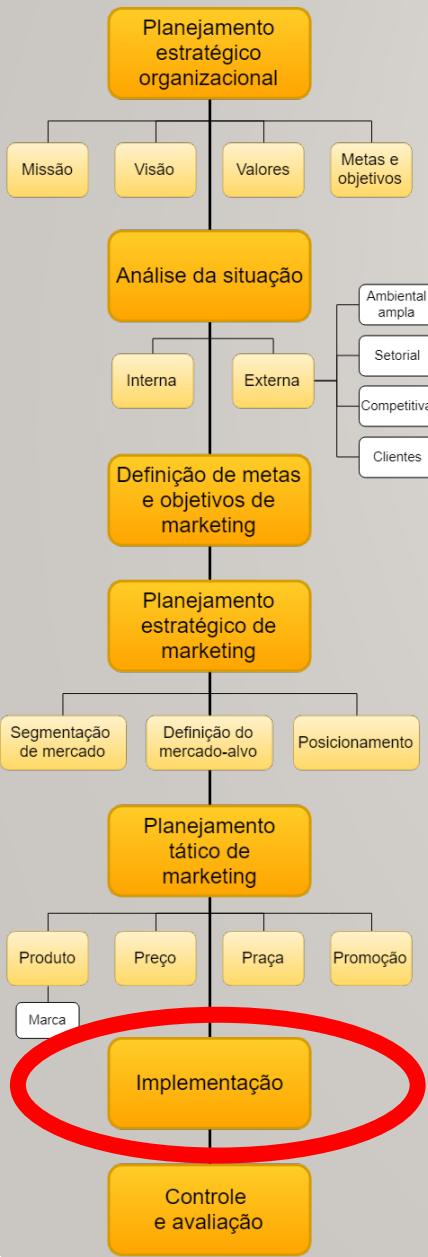 Planejamento
estratégico
organizacional
Missão
Visão
Valores
Metas e
objetivos
Análise da situação
Interna
Externa
Ambiental
ampla
Setorial
Competitiva
Clientes
Definição de metas
e objetivos de
marketing
Planejamento
estratégico de
marketing
Segmentação
de mercado
Definição do
mercado-alvo
Posicionamento
Planejamento
tático de
marketing
Produto
Preço
Praça
Promoção
Marca
Implementação
Controle
e avaliação